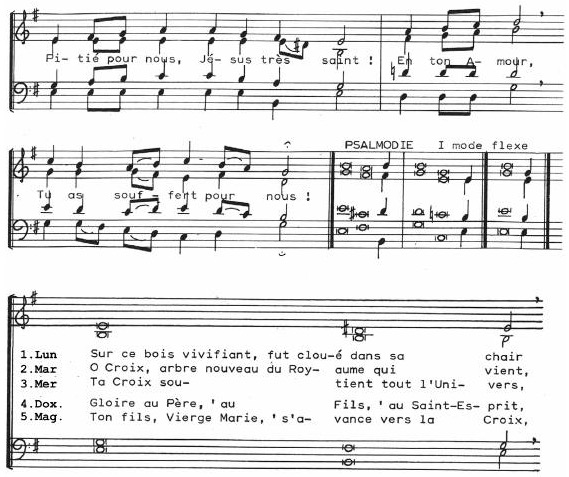 Pi- tié pour nous, Jé- sus très saint ! En ton A- mour,
PSALMODIE I mode flexe
Tu as souf - fert pour nous !
1.Lun Sur ce bois vivifiant, fut clou-é dans sa chair
2.Mar O Croix, arbre nouveau du Roy- aume qui vient,
3.Mer Ta Croix sou- tient tout l'Uni- vers,
4.Dox. Gloire au Père, 'au Fils, 'au Saint-Es- prit,
5.Mag. Ton fils, Vierge Marie, 's'a- vance vers la Croix,